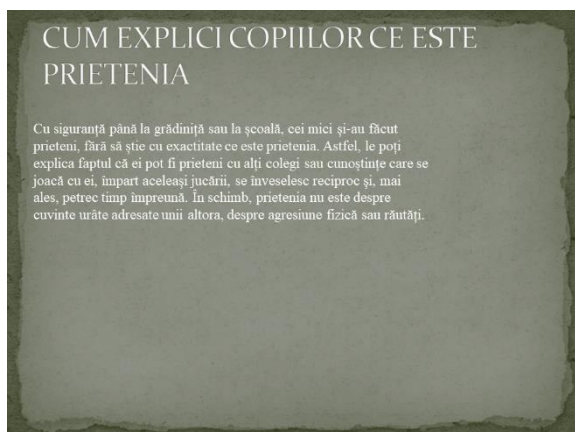 CUM EXPLICI COPIILOR CE ESTE
PRIETENIA
Cu siguranță până la grădiniță sau la școală, cei mici și-au făcut
prieteni, fără să știe cu exactitate ce este prietenia. Astfel, le poți
explica faptul că ei pot fi prieteni cu alți colegi sau cunoștințe care se
joacă cu ei, împart aceleași jucării, se înveselesc reciproc și, mai
ales, petrec timp împreună. În schimb, prietenia nu este despre
cuvinte urâte adresate unii altora, despre agresiune fizică sau răutăți.